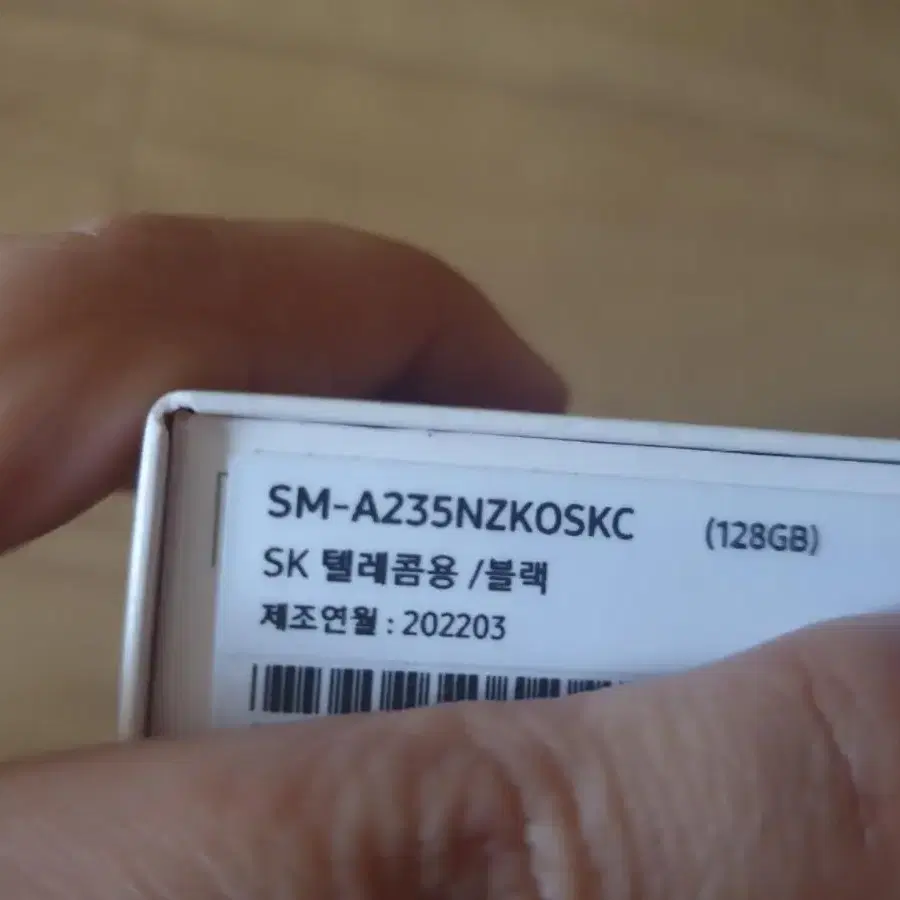 SM-A235NZKOSKC (128GB)
SK 텔레콤용 /블랙
제조연월 : 202203